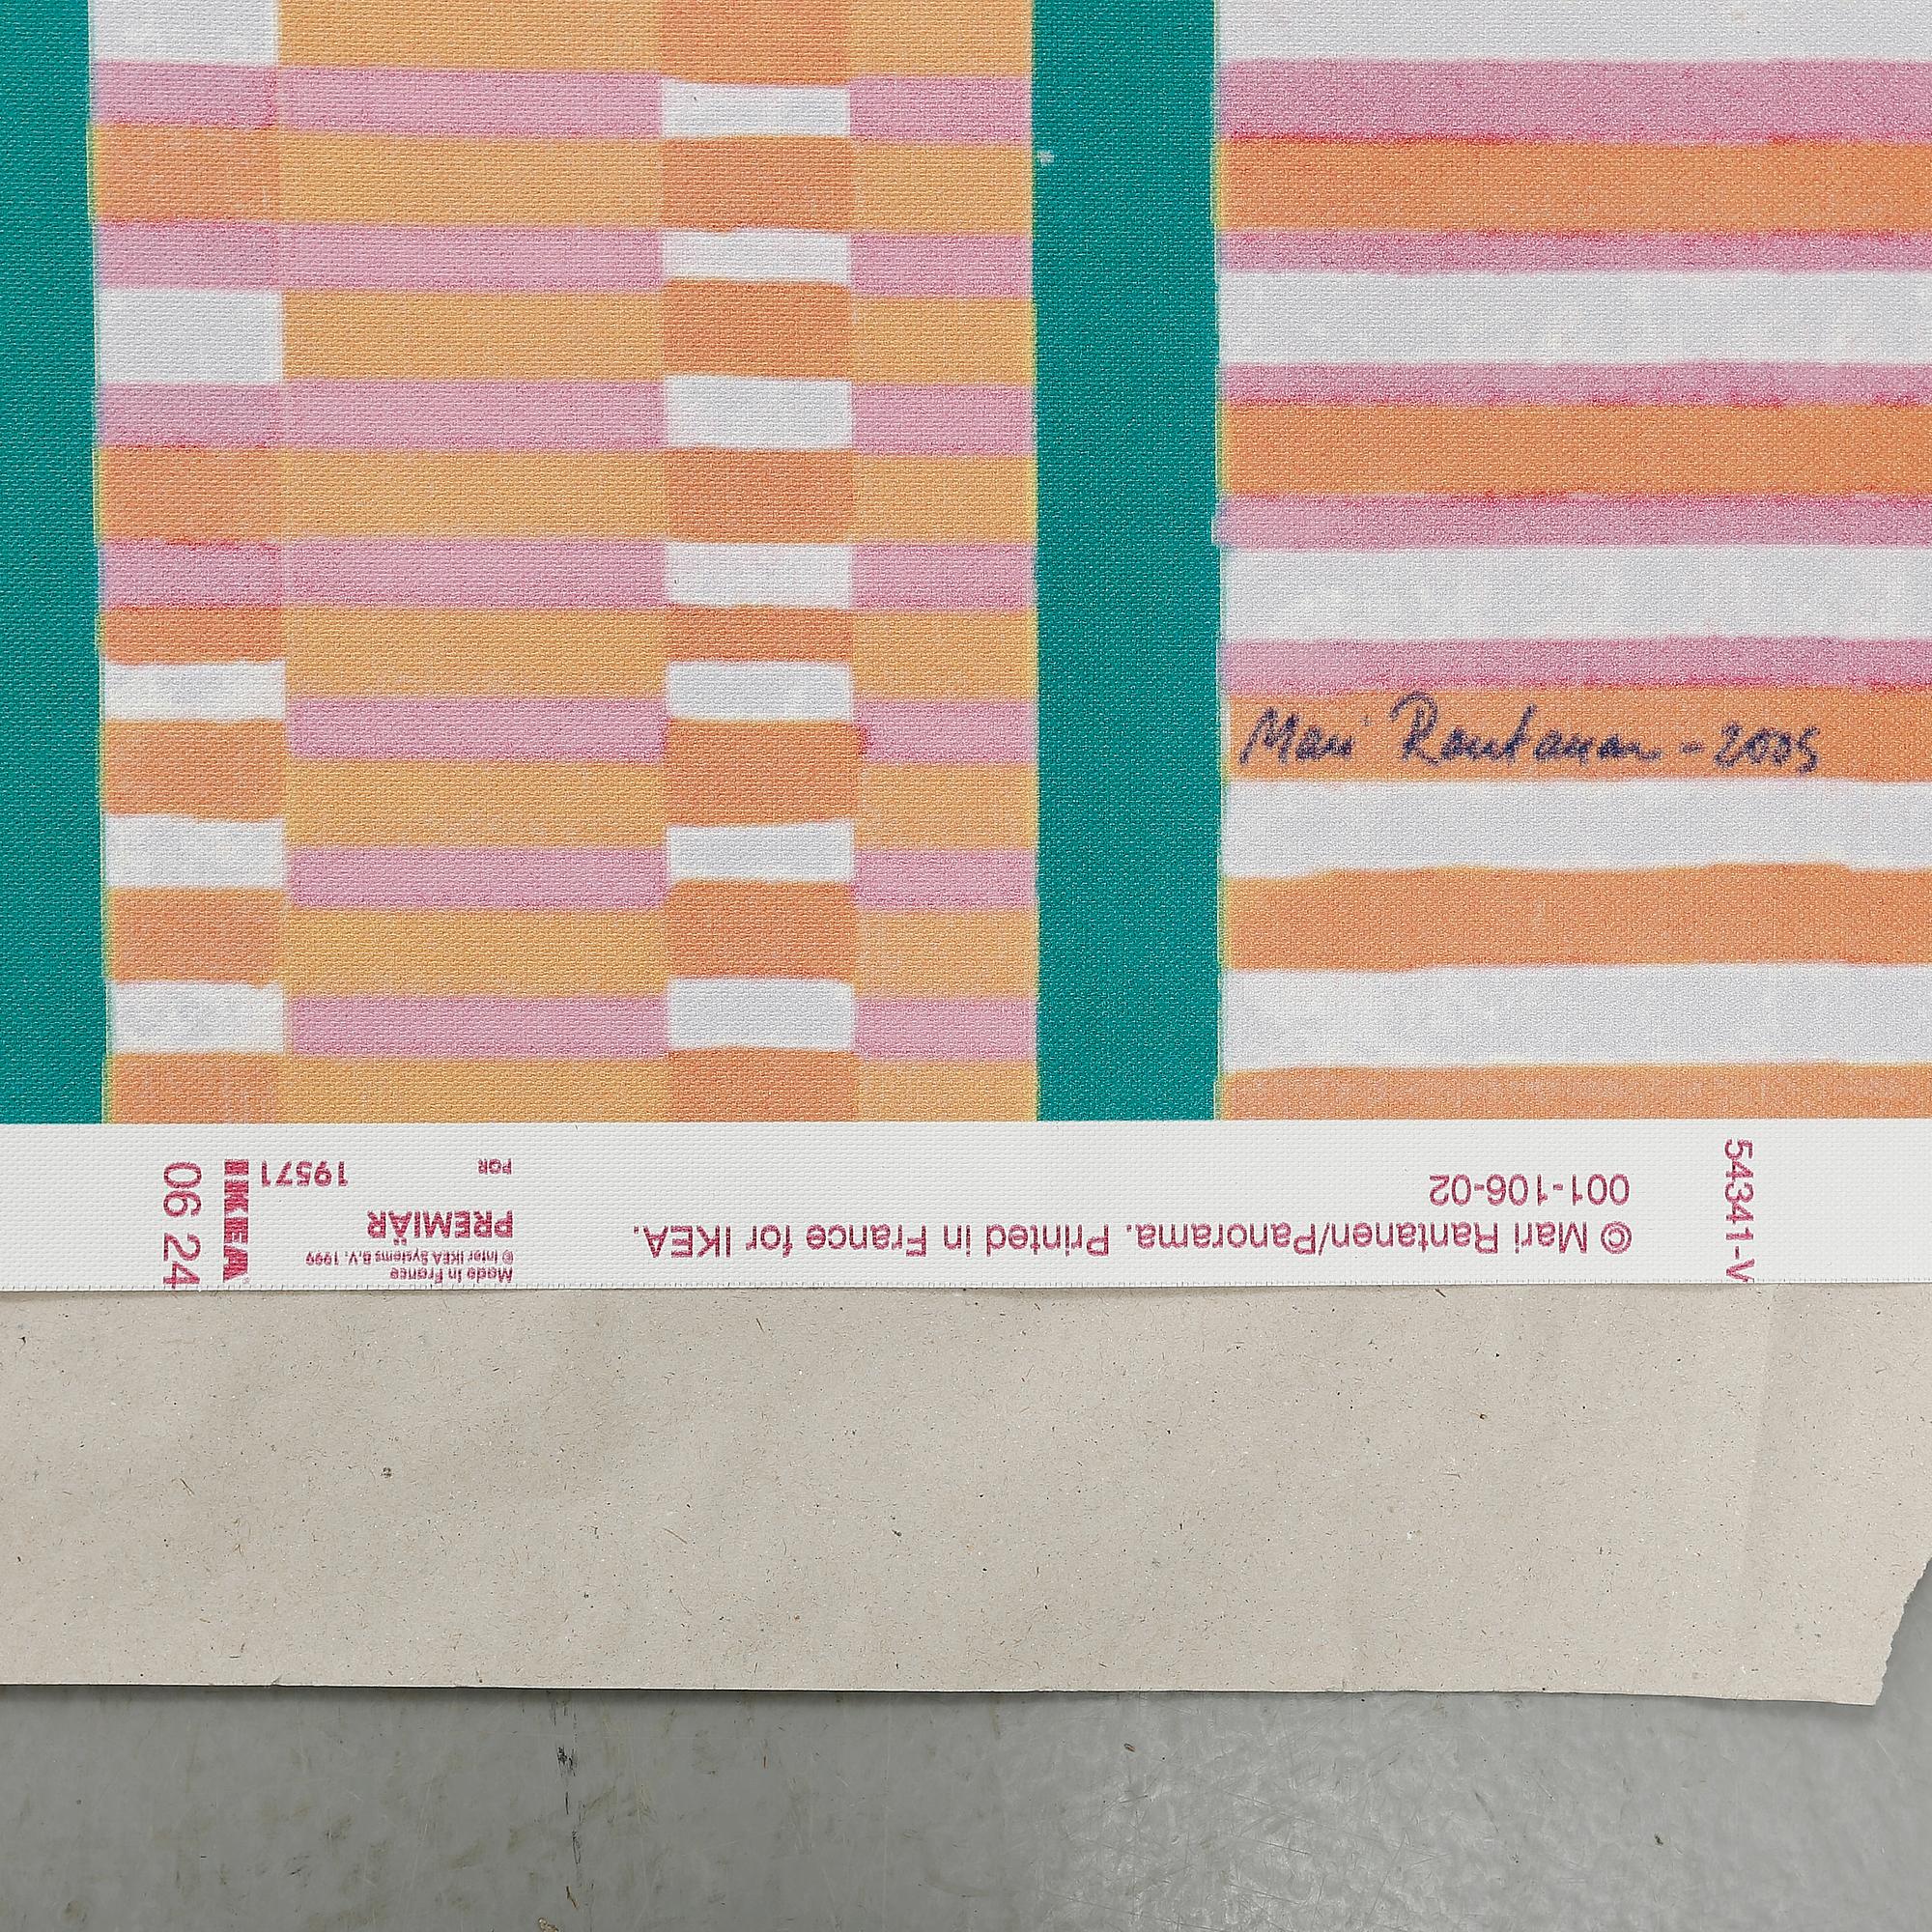 Mari Rantanen - 2005
© Mari Rantanen/Panorama. Printed in France for IKEA.
001-106-02
54341-V
Made in France
© Inter IKEA Systems B.V. 1999
PREMIÄR
PQR
19571
IKEA
06 24